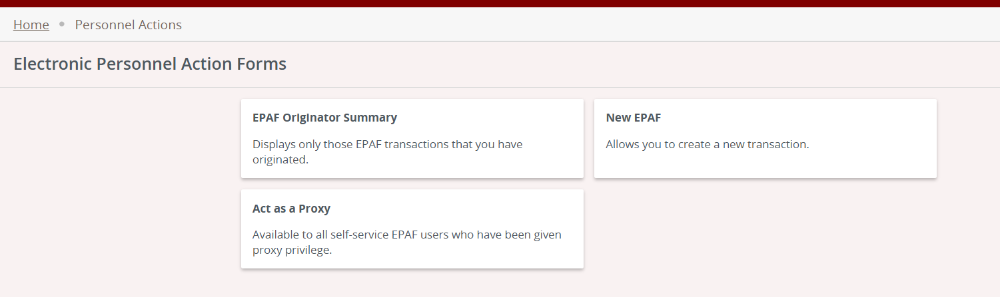 Home • Personnel Actions
Electronic Personnel Action Forms
EPAF Originator Summary
Displays only those EPAF transactions that you have
originated.
New EPAF
Allows you to create a new transaction.
Act as a Proxy
Available to all self-service EPAF users who have been given
proxy privilege.